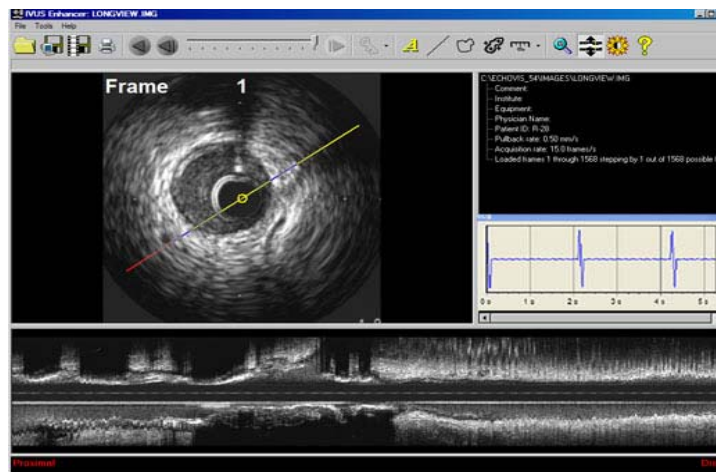 IVUS Enhancer: LONGVIEW.IMG
File Tools Help
A
Frame 1
C:\ECHOVIS_54\IMAGES\LONGVIEW.IMG
Comment:
Institute:
Equipment:
Physician Name:
Patient ID: R-20
Pullback rate: 0.50 mm/s
Acquisition rate: 15.0 frames/s
Loaded frames 1 through 1568 stepping by 1 out of 1568 possible
0 s 1 s 2 s 3 s 4 s 5 s
Proximal